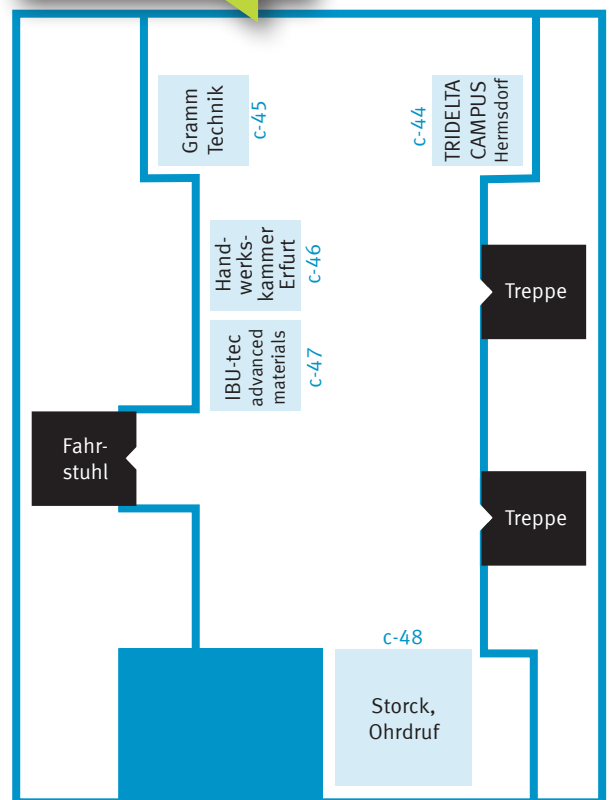 Gramm
Technik
c-45
c-44
TRIDELTA
CAMPUS
Hermsdorf
Hand-
werks-
kammer
Erfurt
c-46
Treppe
IBU-tec
advanced
materials
c-47
Fahr-
stuhl
Treppe
c-48
Storck,
Ohrdruf